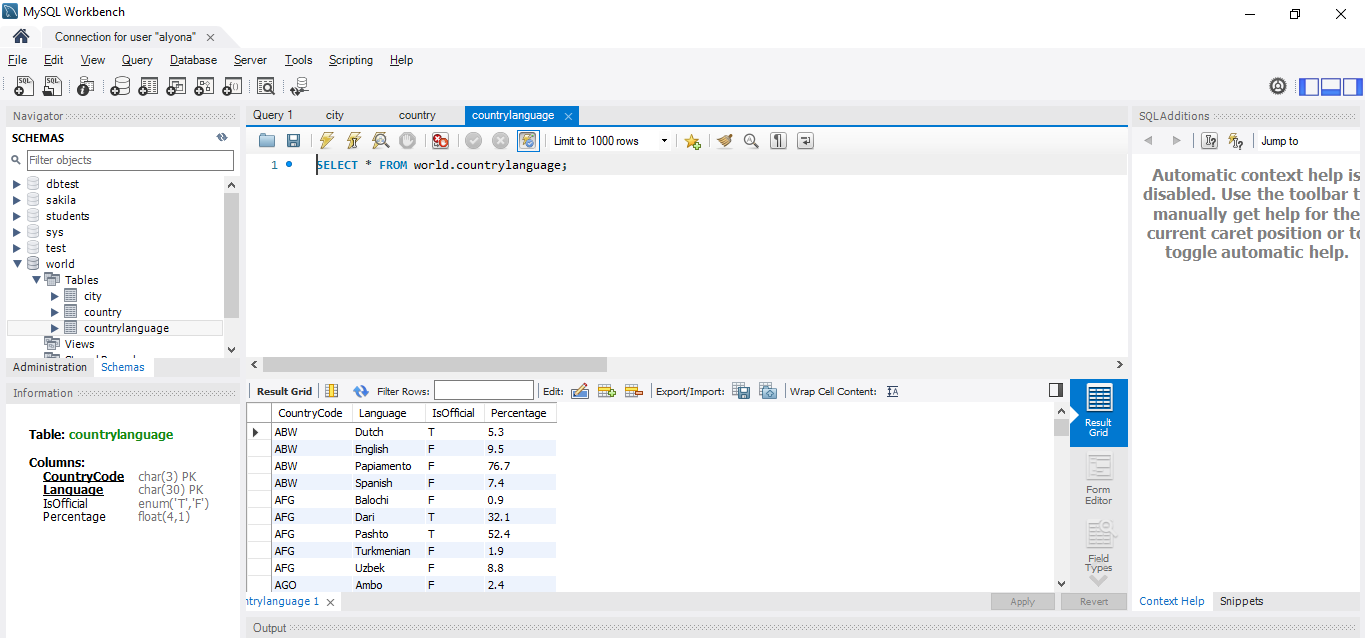 MySQL Workbench
Connection for user "alyona"
File Edit View Query Database Server Tools Scripting Help
Navigator
SCHEMAS
Filter objects
dbtest
sakila
students
sys
test
world
Tables
city
country
countrylanguage
Views
Administration Schemas
Information
Table: countrylanguage
Columns:
CountryCode char(3) PK
Language char(30) PK
IsOfficial enum('T','F')
Percentage float(4,1)
Query 1 city country countrylanguage
Limit to 1000 rows
1 SELECT * FROM world.countrylanguage;
Result Grid Filter Rows: Edit: Export/Import: Wrap Cell Content:
CountryCode Language IsOfficial Percentage
ABW Dutch T 5.3
ABW English F 9.5
ABW Papiamento F 76.7
ABW Spanish F 7.4
AFG Balochi F 0.9
AFG Dari T 32.1
AFG Pashto T 52.4
AFG Turkmenian F 1.9
AFG Uzbek F 8.8
AGO Ambo F 2.4
Result
Grid
Form
Editor
Field
Types
ntrylanguage 1
Apply Revert
Output
SQLAdditions
Jump to
Automatic context help is
disabled. Use the toolbar t
manually get help for the
current caret position or to
toggle automatic help.
Context Help Snippets